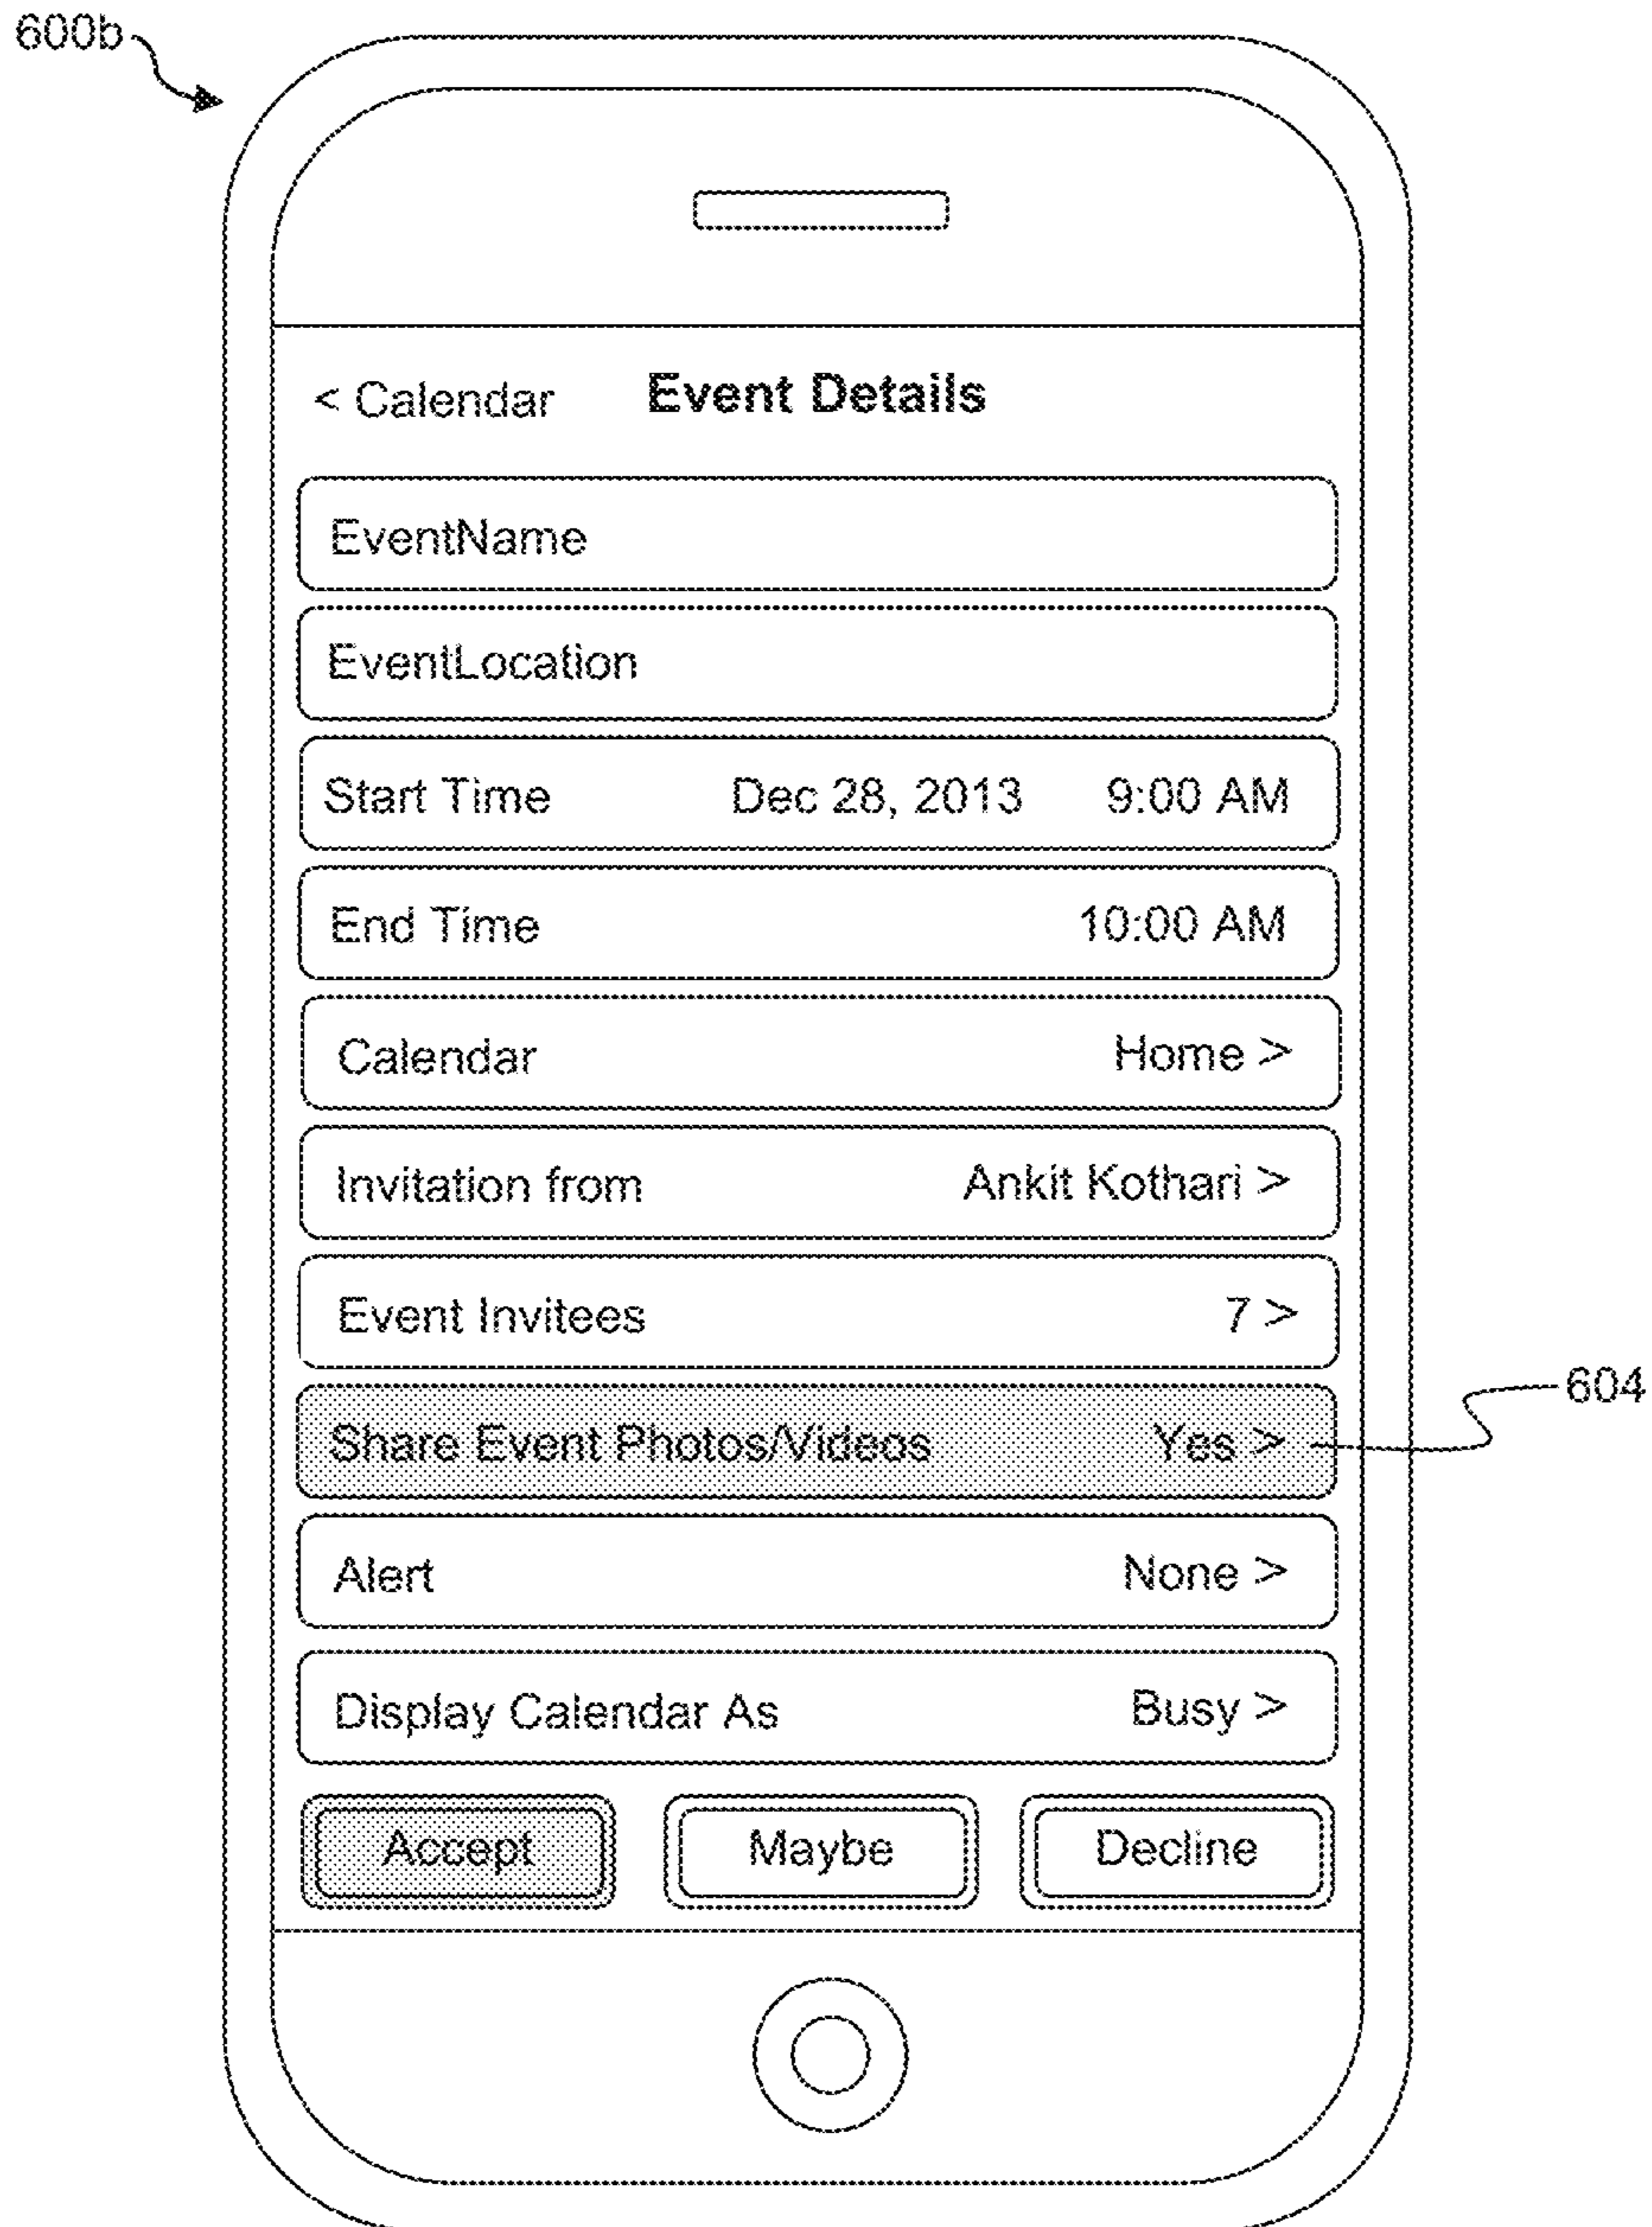 600b
< Calendar Event Details
EventName
EventLocation
Start Time Dec 28, 2013 9:00 AM
End Time 10:00 AM
Calendar Home >
Invitation from Ankit Kothari >
Event Invitees 7 >
Share Event Photos/Videos Yes > 604
Alert None >
Display Calendar As Busy >
Accept Maybe Decline